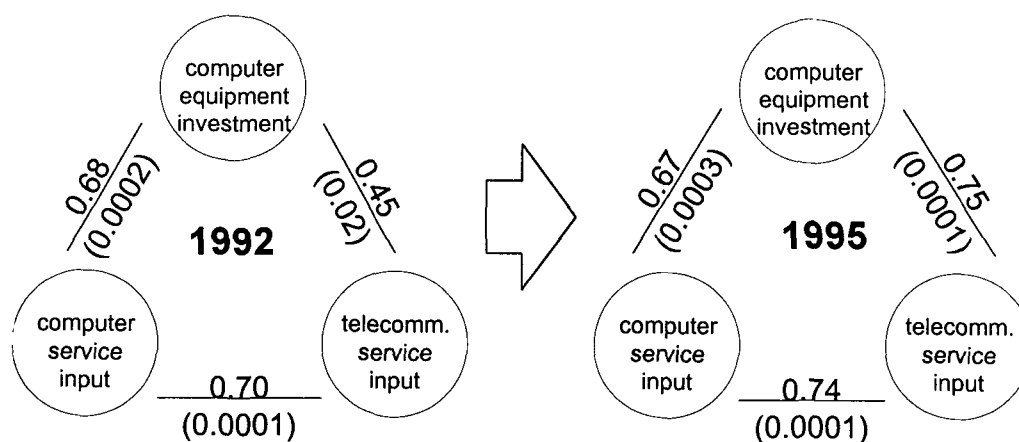 computer
equipment
investment
0.68
(0.0002)
0.45
(0.02)
1992
computer
service
input
telecomm.
service
input
0.70
(0.0001)
computer
equipment
investment
0.67
(0.0003)
0.75
(0.0001)
1995
computer
service
input
telecomm.
service
input
0.74
(0.0001)